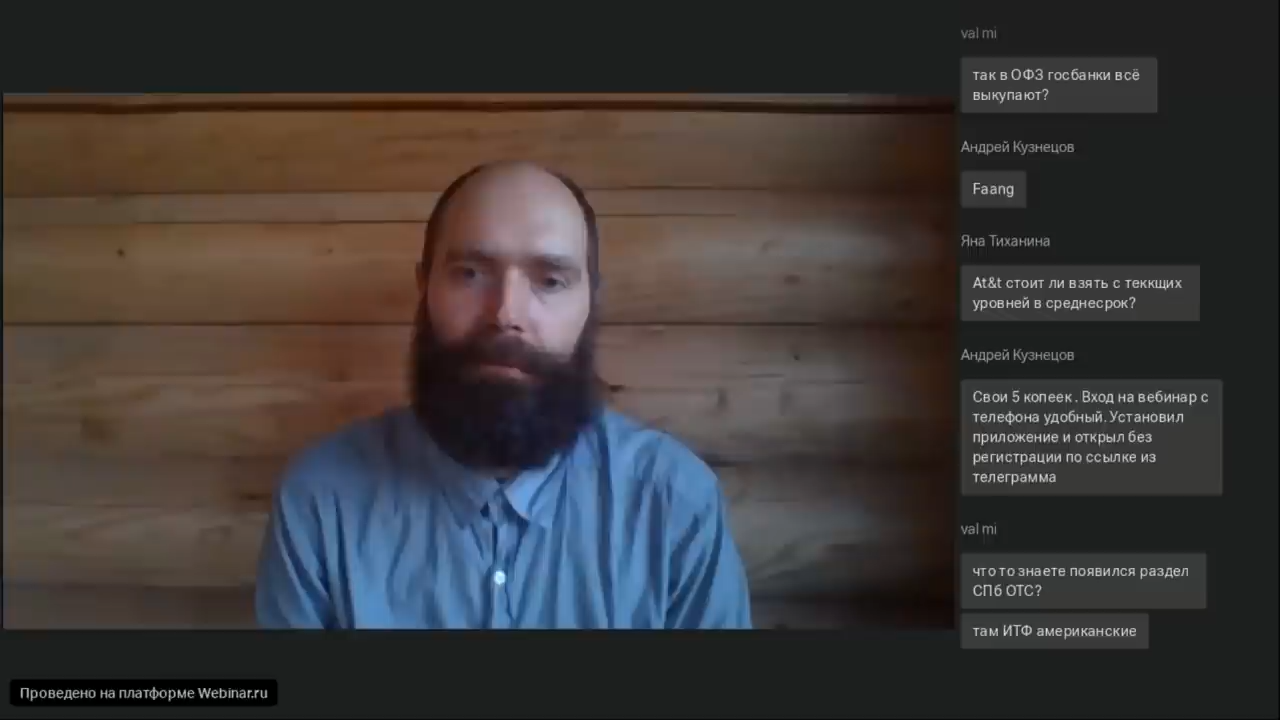 val mi
так в ОФЗ госбанки всё
выкупают?
Андрей Кузнецов
Faang
Яна Тиханина
At&t стоит ли взять с теккщих
уровней в среднесрок?
Андрей Кузнецов
Свои 5 копеек . Вход на вебинар с
телефона удобный. Установил
приложение и открыл без
регистрации по ссылке из
телеграмма
val mi
что то знаете появился раздел
СПб ОТС?
там ИТФ американские
Проведено на платформе Webinar.ru